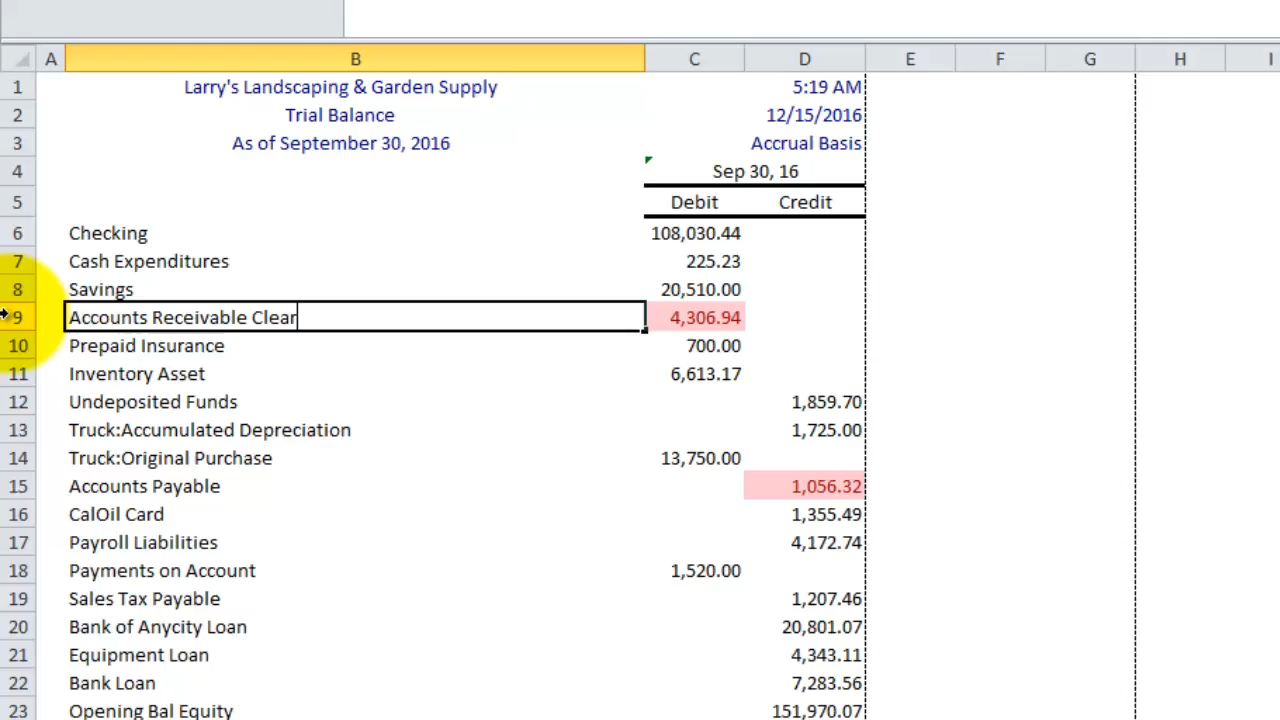 A B C D E F G H I
1 Larry's Landscaping & Garden Supply 5:19 AM
2 Trial Balance 12/15/2016
3 As of September 30, 2016 Accrual Basis
4 Sep 30, 16
5 Debit Credit
6 Checking 108,030.44
7 Cash Expenditures 225.23
8 Savings 20,510.00
9 Accounts Receivable Clear 4,306.94
10 Prepaid Insurance 700.00
11 Inventory Asset 6,613.17
12 Undeposited Funds 1,859.70
13 Truck:Accumulated Depreciation 1,725.00
14 Truck:Original Purchase 13,750.00
15 Accounts Payable 1,056.32
16 CalOil Card 1,355.49
17 Payroll Liabilities 4,172.74
18 Payments on Account 1,520.00
19 Sales Tax Payable 1,207.46
20 Bank of Anycity Loan 20,801.07
21 Equipment Loan 4,343.11
22 Bank Loan 7,283.56
23 Opening Bal Equity 151,970.07